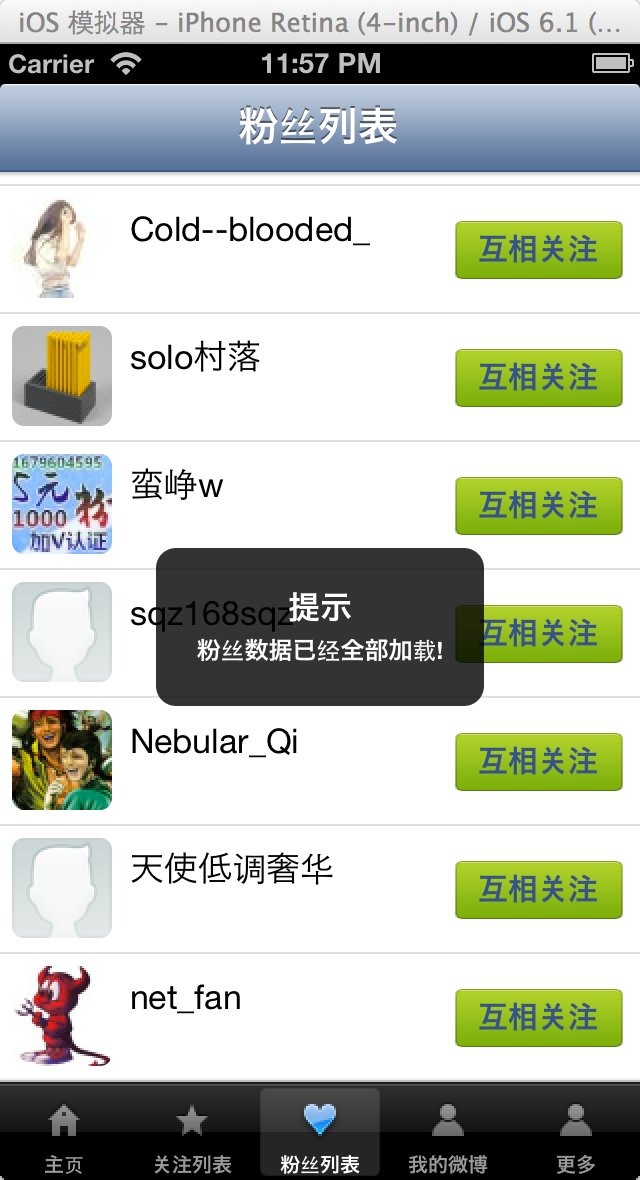 iOS 模拟器 – iPhone Retina (4-inch) / iOS 6.1 (...
Carrier 11:57 PM
粉丝列表
Cold--blooded_
互相关注
solo村落
互相关注
1679604595
5元粉
1000
加V认证
蛮峥w
互相关注
sqz168sqz
互相关注
提示
粉丝数据已经全部加载!
Nebular_Qi
互相关注
天使低调奢华
互相关注
net_fan
互相关注
主页 关注列表 粉丝列表 我的微博 更多